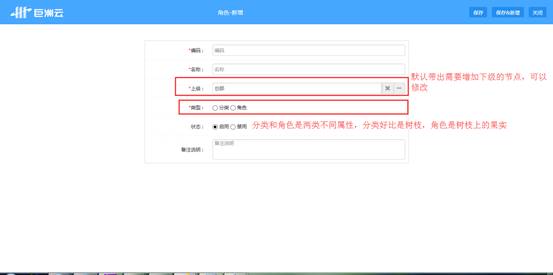 巨洲云
角色-新增
保存 保存&新增 关闭
*编码： 编码
*名称： 名称
*上级： 总部
默认带出需要增加下级的节点，可以
修改
*类型： 分类 角色
状态： 启用 禁用
分类和角色是两类不同属性，分类好比是树枝，角色是树枝上的果实
备注说明： 备注说明